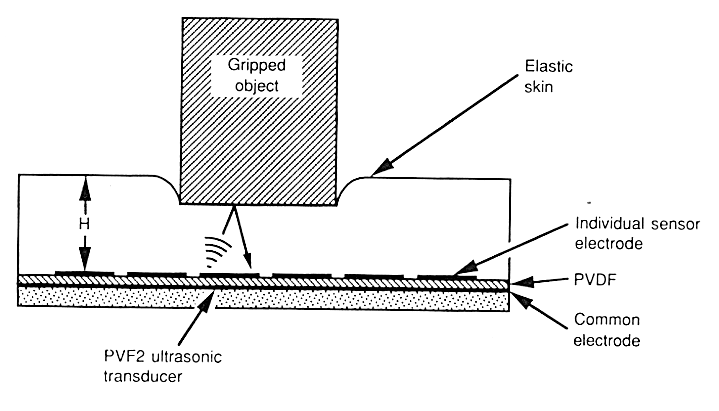 Gripped
object
Elastic
skin
H
Individual sensor
electrode
PVDF
Common
electrode
PVF2 ultrasonic
transducer